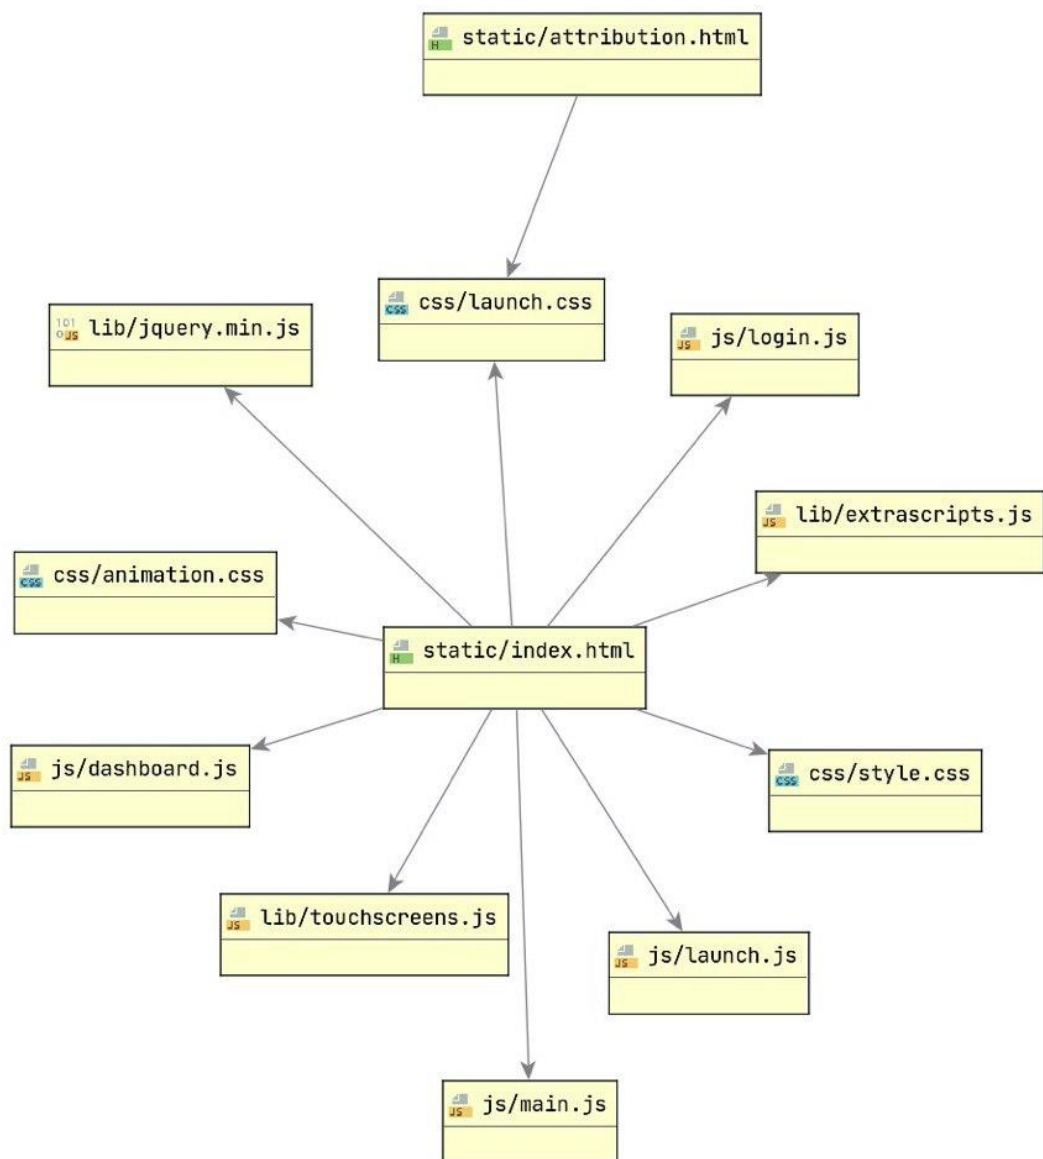 static/attribution.html
css/launch.css
lib/jquery.min.js
js/login.js
lib/extrascripts.js
css/animation.css
static/index.html
js/dashboard.js
css/style.css
lib/touchscreens.js
js/launch.js
js/main.js